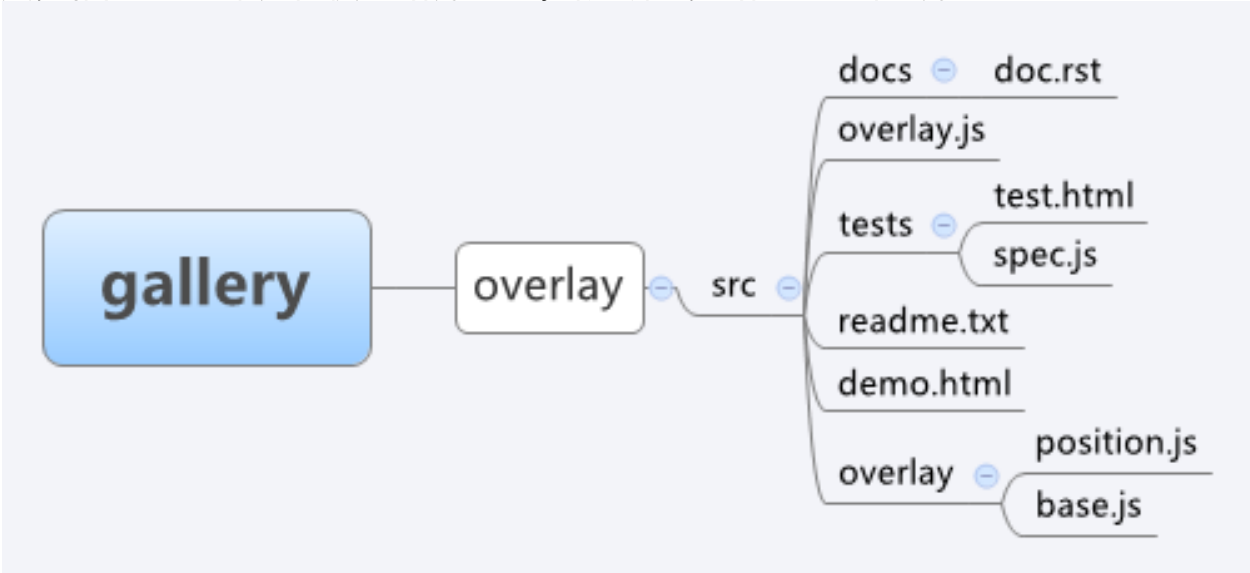 docs doc.rst
overlay.js
test.html
tests
spec.js
gallery overlay src
readme.txt
demo.html
position.js
overlay
base.js